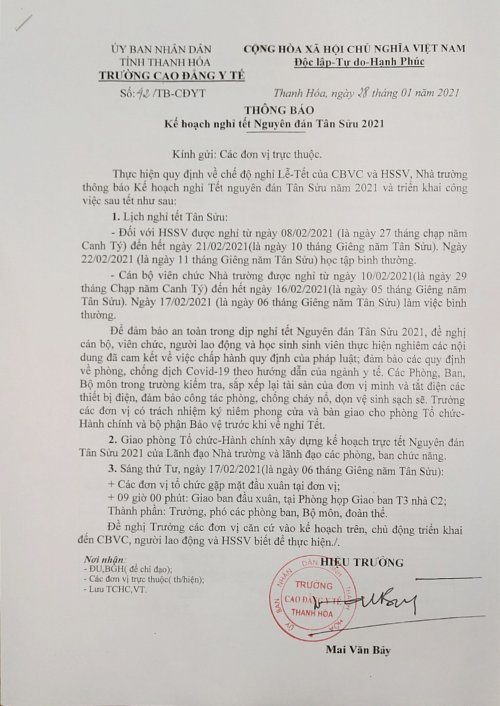 ỦY BAN NHÂN DÂN
TỈNH THANH HÓA
TRƯỜNG CAO ĐẲNG Y TẾ
Số: 42/TB-CĐYT
CỘNG HÒA XÃ HỘI CHỦ NGHĨA VIỆT NAM
Độc lập-Tự do-Hạnh Phúc
Thanh Hóa, ngày 28 tháng 01 năm 2021
THÔNG BÁO
Kế hoạch nghỉ tết Nguyên đán Tân Sửu 2021
Kính gửi: Các đơn vị trực thuộc.
Thực hiện quy định về chế độ nghỉ Lễ-Tết của CBVC và HSSV, Nhà trường
thông báo Kế hoạch nghỉ Tết nguyên đán Tân Sửu năm 2021 và triển khai công
việc sau tết như sau:
1. Lịch nghỉ tết Tân Sửu:
- Đối với HSSV được nghỉ từ ngày 08/02/2021 (là ngày 27 tháng chạp năm
Canh Tý) đến hết ngày 21/02/2021(là ngày 10 tháng Giêng năm Tân Sửu). Ngày
22/02/2021 (là ngày 11 tháng Giêng năm Tân Sửu) học tập bình thường.
- Cán bộ viên chức Nhà trường được nghỉ từ ngày 10/02/2021(là ngày 29
tháng Chạp năm Canh Tý) đến hết ngày 16/02/2021(là ngày 05 tháng Giêng năm
Tân Sửu). Ngày 17/02/2021 (là ngày 06 tháng Giêng năm Tân Sửu) làm việc bình
thường.
Để đảm bảo an toàn trong dịp nghỉ tết Nguyên đán Tân Sửu 2021, đề nghị
cán bộ, viên chức, người lao động và học sinh sinh viên thực hiện nghiêm các nội
dung đã cam kết về việc chấp hành quy định của pháp luật; đảm bảo các quy định
về phòng, chống dịch Covid-19 theo hướng dẫn của ngành y tế. Các Phòng, Ban,
Bộ môn trong trường kiểm tra, sắp xếp lại tài sản của đơn vị mình và tắt điện các
thiết bị điện, đảm bảo công tác phòng, chống cháy nổ, dọn vệ sinh sạch sẽ. Trưởng
các đơn vị có trách nhiệm ký niêm phong cửa và bàn giao cho phòng Tổ chức-
Hành chính và bộ phận Bảo vệ trước khi về nghỉ Tết.
2. Giao phòng Tổ chức-Hành chính xây dựng kế hoạch trực tết Nguyên đán
Tân Sửu 2021 của Lãnh đạo Nhà trường và lãnh đạo các phòng, ban chức năng.
3. Sáng thứ Tư, ngày 17/02/2021(là ngày 06 tháng Giêng năm Tân Sửu):
+ Các đơn vị tổ chức gặp mặt đầu xuân tại đơn vị;
+ 09 giờ 00 phút: Giao ban đầu xuân, tại Phòng họp Giao ban T3 nhà C2;
Thành phần: Trưởng, phó các phòng ban, Bộ môn, đoàn thể.
Đề nghị Trưởng các đơn vị căn cứ vào kế hoạch trên, chủ động triển khai
đến CBVC, người lao động và HSSV biết để thực hiện./.
Nơi nhận:
- ĐU,BGH( để chỉ đạo);
- Các đơn vị trực thuộc( th/hiện);
- Lưu TCHC,VT.
HIỆU TRƯỞNG
ỦY BAN NHÂN DÂN TỈNH THANH HÓA
TRƯỜNG
CAO ĐẲNG Y TẾ
THANH HÓA
Mai Văn Bảy